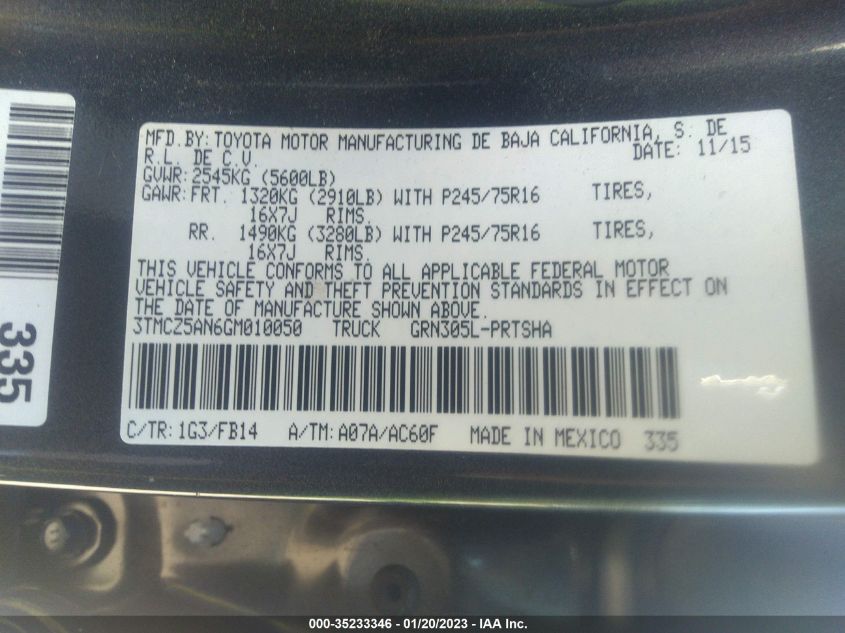 MFD.BY:TOYOTA MOTOR MANUFACTURING DE BAJA CALIFORNIA, S. DE
R.L. DE C.V. DATE: 11/15
GVWR:2545KG (5600LB)
GAWR:FRT. 1320KG (2910LB) WITH P245/75R16 TIRES,
16X7J RIMS.
RR. 1490KG (3280LB) WITH P245/75R16 TIRES,
16X7J RIMS.
THIS VEHICLE CONFORMS TO ALL APPLICABLE FEDERAL MOTOR
VEHICLE SAFETY AND THEFT PREVENTION STANDARDS IN EFFECT ON
THE DATE OF MANUFACTURE SHOWN ABOVE.
3TMCZ5AN6GM010050 TRUCK GRN305L-PRTSHA
C/TR:1G3/FB14 A/TM:A07A/AC60F MADE IN MEXICO 335
335
000-35233346 - 01/20/2023 - IAA Inc.